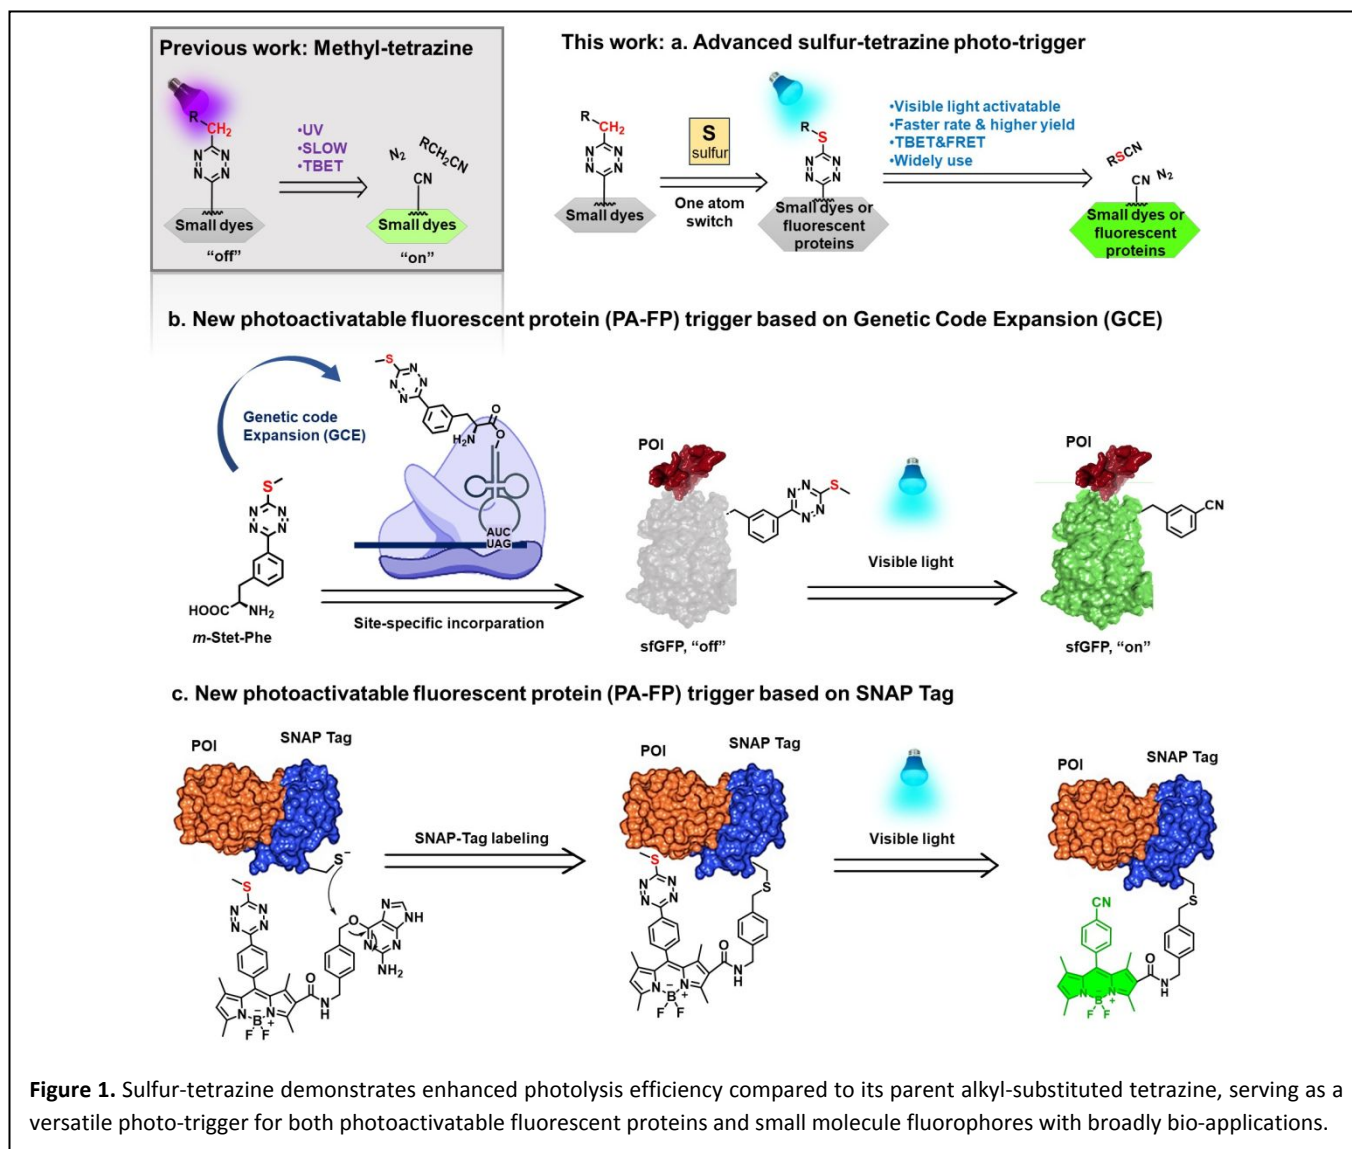 Previous work: Methyl-tetrazine
R
CH2
N N
N N
•UV
•SLOW
•TBET
N2
RCH2CN
CN
Small dyes
Small dyes
“off”
“on”
This work: a. Advanced sulfur-tetrazine photo-trigger
R
CH2
N N
N N
Small dyes
S
sulfur
One atom
switch
R
S
N N
N N
Small dyes or
fluorescent
proteins
•Visible light activatable
•Faster rate & higher yield
•TBET&FRET
•Widely use
RSCN
CN
N2
Small dyes or
fluorescent
proteins
b. New photoactivatable fluorescent protein (PA-FP) trigger based on Genetic Code Expansion (GCE)
Genetic code
Expansion (GCE)
S
N N
N N
HOOC
NH2
m-Stet-Phe
S
N N
N N
O
O
H2N
AUC
UAG
Site-specific incorparation
POI
N N
N N
S
sfGFP, “off”
Visible light
POI
CN
sfGFP, “on”
c. New photoactivatable fluorescent protein (PA-FP) trigger based on SNAP Tag
POI
SNAP Tag
S−
S
N N
N N
O
N
NH
N
N
NH2
O
N
H
N − N
B +
F F
SNAP-Tag labeling
POI
SNAP Tag
S
N N
N N
S
O
N
H
N − N
B +
F F
Visible light
POI
SNAP Tag
S
CN
O
N
H
N − N
B +
F F
Figure 1. Sulfur-tetrazine demonstrates enhanced photolysis efficiency compared to its parent alkyl-substituted tetrazine, serving as a
versatile photo-trigger for both photoactivatable fluorescent proteins and small molecule fluorophores with broadly bio-applications.